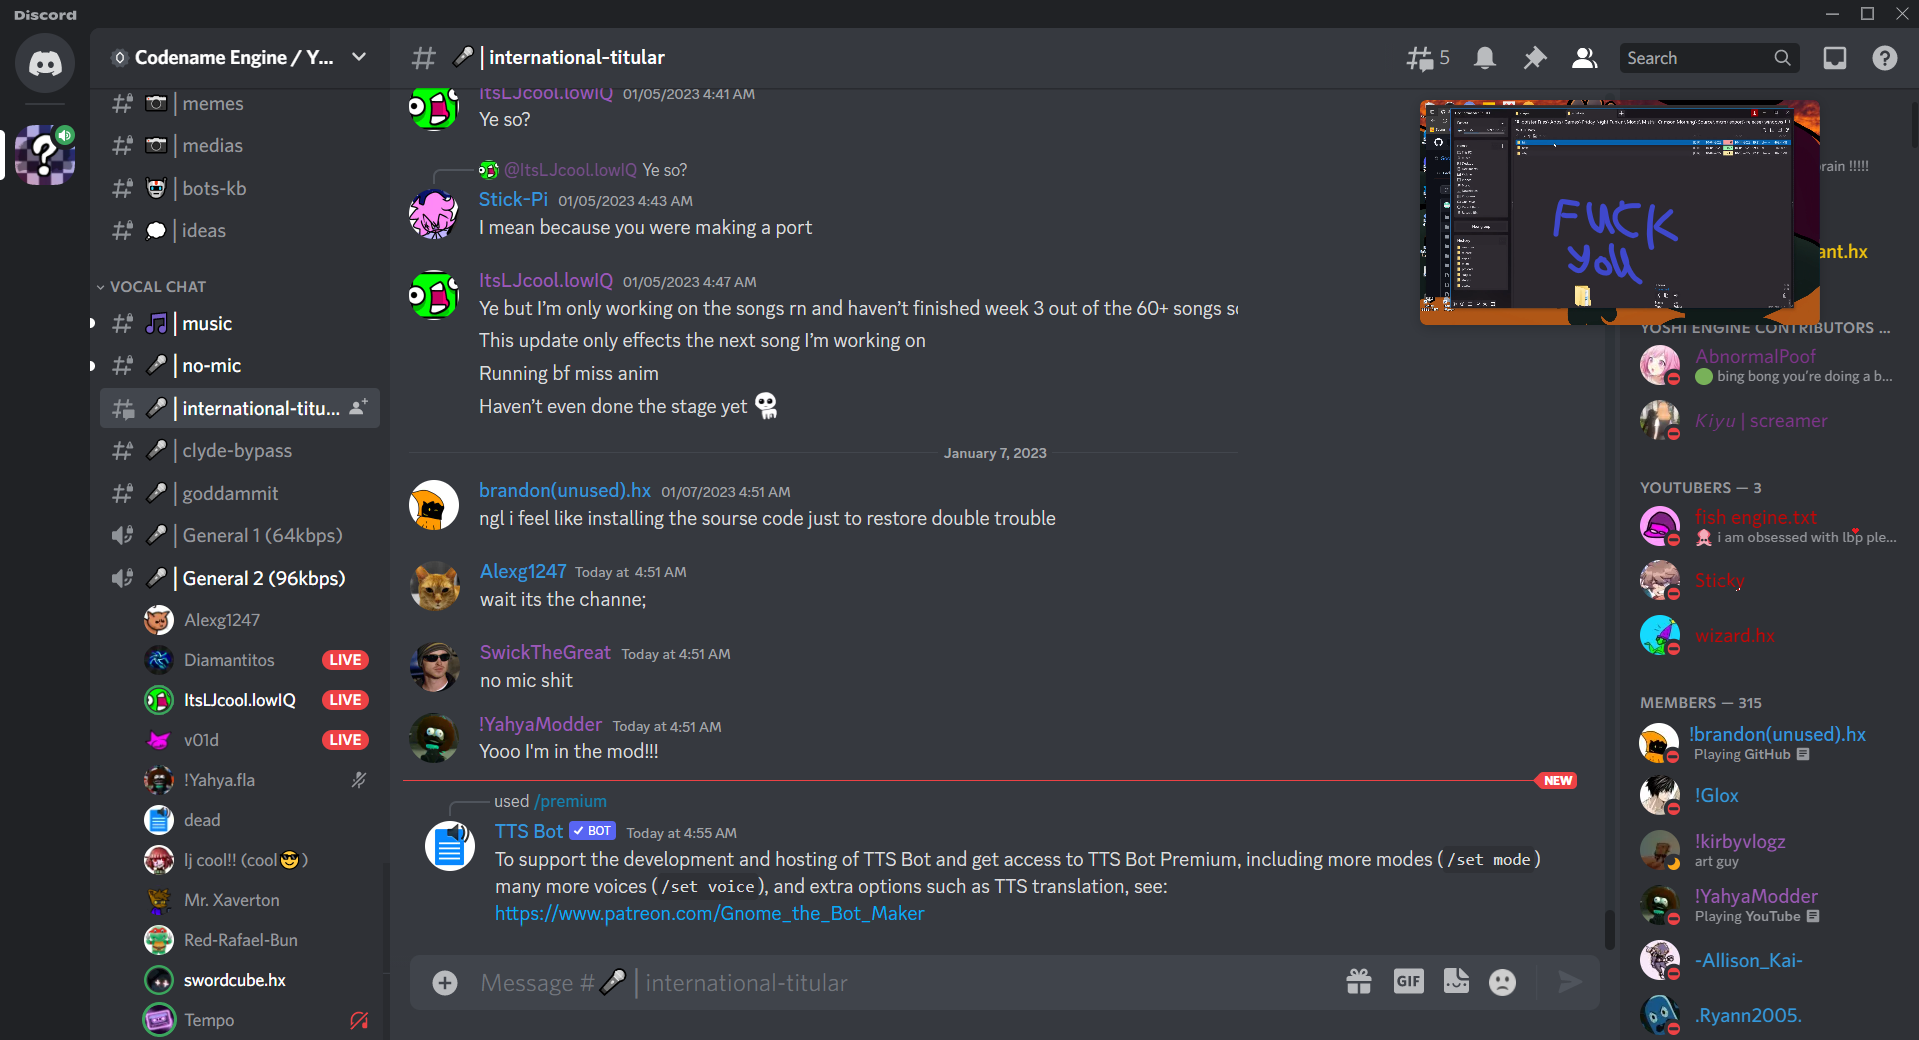 Discord
Codename Engine / Y...
memes
medias
bots-kb
ideas
VOCAL CHAT
music
no-mic
international-titu...
clyde-bypass
goddammit
General 1 (64kbps)
General 2 (96kbps)
Alexg1247
Diamantitos LIVE
ItsLJcool.lowIQ LIVE
v01d LIVE
!Yahya.fla
dead
lj cool!! (cool😎)
Mr. Xaverton
Red-Rafael-Bun
swordcube.hx
Tempo
# | international-titular
5
Search
ItsLJcool.lowIQ 01/05/2023 4:41 AM
Ye so?
@ItsLJcool.lowIQ Ye so?
Stick-Pi 01/05/2023 4:43 AM
I mean because you were making a port
ItsLJcool.lowIQ 01/05/2023 4:47 AM
Ye but I’m only working on the songs rn and haven’t finished week 3 out of the 60+ songs
This update only effects the next song I’m working on
Running bf miss anim
Haven’t even done the stage yet
January 7, 2023
brandon(unused).hx 01/07/2023 4:51 AM
ngl i feel like installing the sourse code just to restore double trouble
Alexg1247 Today at 4:51 AM
wait its the channe;
SwickTheGreat Today at 4:51 AM
no mic shit
!YahyaModder Today at 4:51 AM
Yooo I'm in the mod!!!
NEW
used /premium
TTS Bot BOT Today at 4:55 AM
To support the development and hosting of TTS Bot and get access to TTS Bot Premium, including more modes (/set mode)
many more voices (/set voice), and extra options such as TTS translation, see:
https://www.patreon.com/Gnome_the_Bot_Maker
Message # | international-titular
GIF
FUCK
you
rain !!!!!
ant.hx
YOSHI ENGINE CONTRIBUTORS ...
AbnormalPoof
bing bong you're doing a b...
Kiyu | screamer
YOUTUBERS — 3
fish engine.txt
i am obsessed with lbp ple...
Sticky
wizard.hx
MEMBERS — 315
!brandon(unused).hx
Playing GitHub
!Glox
!kirbyvlogz
art guy
!YahyaModder
Playing YouTube
-Allison_Kai-
.Ryann2005.